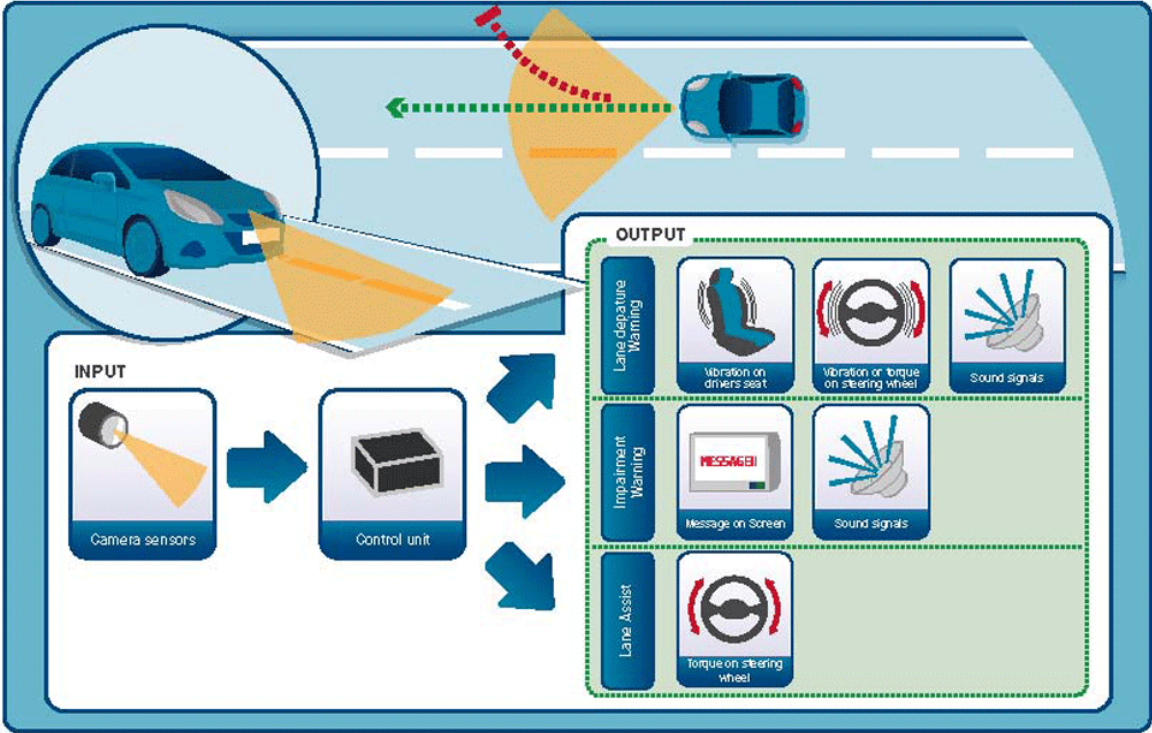 OUTPUT
Lane depature
Warning
Vibration on
drivers seat
Vibration or torque
on steering wheel
Sound signals
INPUT
Camera sensors
Control unit
Impairment
Warning
MESSAGE!!
Message on Screen
Sound signals
Lane Assist
Torque on steering
wheel